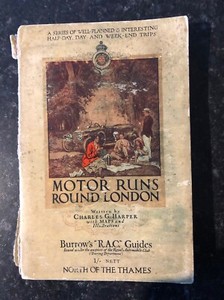 A SERIES OF WELL-PLANNED & INTERESTING
HALF-DAY, DAY AND WEEK-END TRIPS
MOTOR RUNS
ROUND LONDON
Written by
CHARLES G. HARPER
with MAPS and
Illustrations
Burrow's "R.A.C." Guides
1/- NETT
NORTH OF THE THAMES